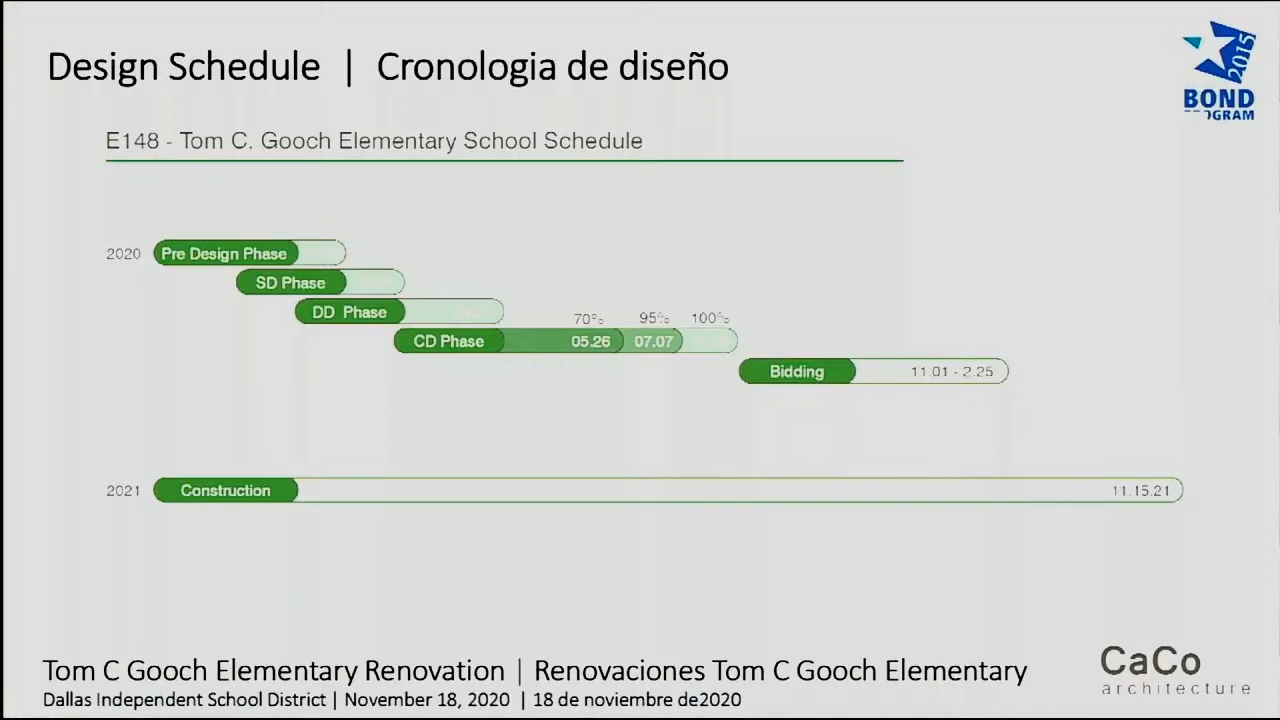 Design Schedule | Cronologia de diseño
2015
BOND
E148 - Tom C. Gooch Elementary School Schedule
2020 Pre Design Phase
SD Phase
DD Phase
70% 95% 100%
CD Phase 05.26 07.07
Bidding 11.01 - 2.25
2021 Construction 11.15.21
Tom C Gooch Elementary Renovation | Renovaciones Tom C Gooch Elementary
Dallas Independent School District | November 18, 2020 | 18 de noviembre de2020
CaCo
architecture